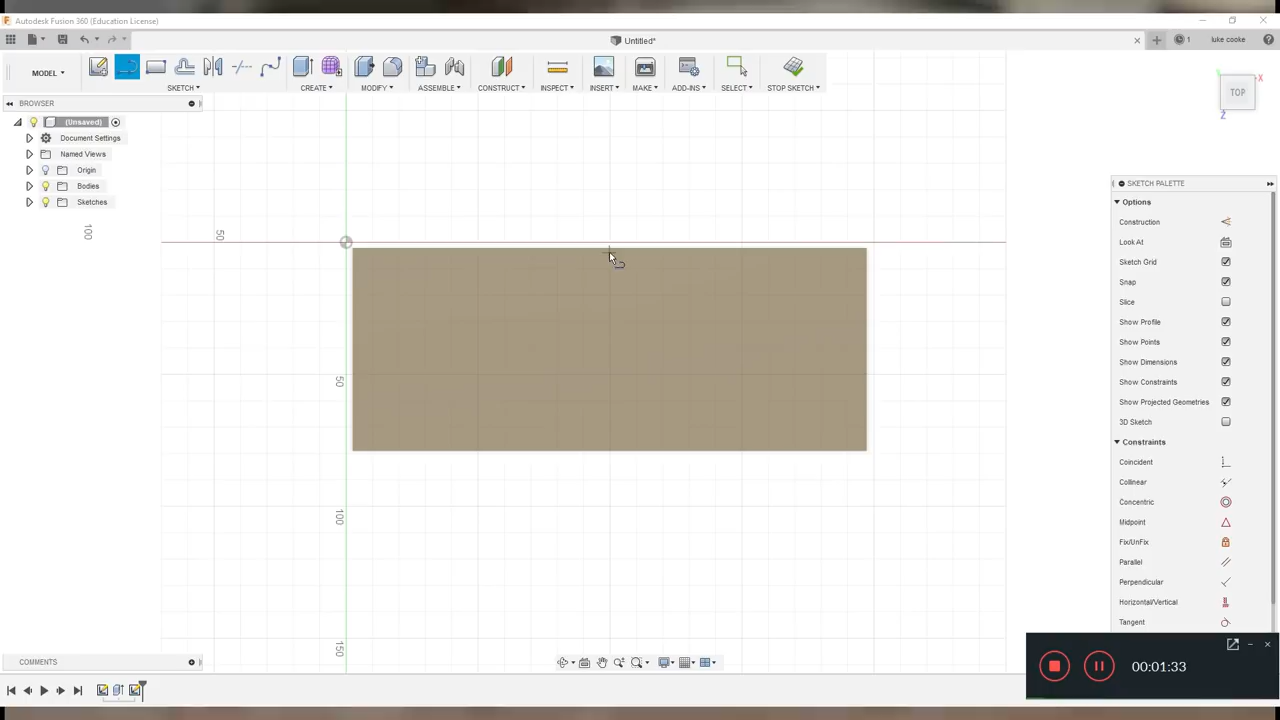 Autodesk Fusion 360 (Education License)
Untitled*
1
luke cooke
MODEL
SKETCH
CREATE
MODIFY
ASSEMBLE
CONSTRUCT
INSPECT
INSERT
MAKE
ADD-INS
SELECT
STOP SKETCH
BROWSER
(Unsaved)
Document Settings
Named Views
Origin
Bodies
Sketches
100
50
50
100
150
TOP
X
Z
SKETCH PALETTE
Options
Construction
Look At
Sketch Grid
Snap
Slice
Show Profile
Show Points
Show Dimensions
Show Constraints
Show Projected Geometries
3D Sketch
Constraints
Coincident
Collinear
Concentric
Midpoint
Fix/UnFix
Parallel
Perpendicular
Horizontal/Vertical
Tangent
COMMENTS
00:01:33